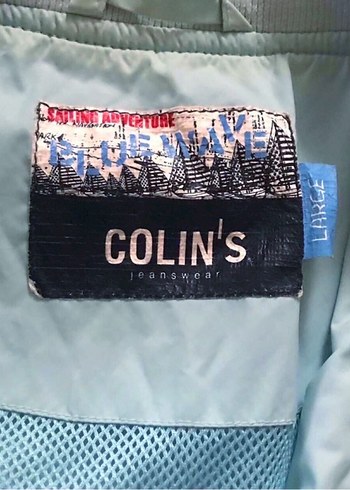 SAILING ADVENTURE
BLUE WAVE
COLIN'S
jeanswear
LARGE